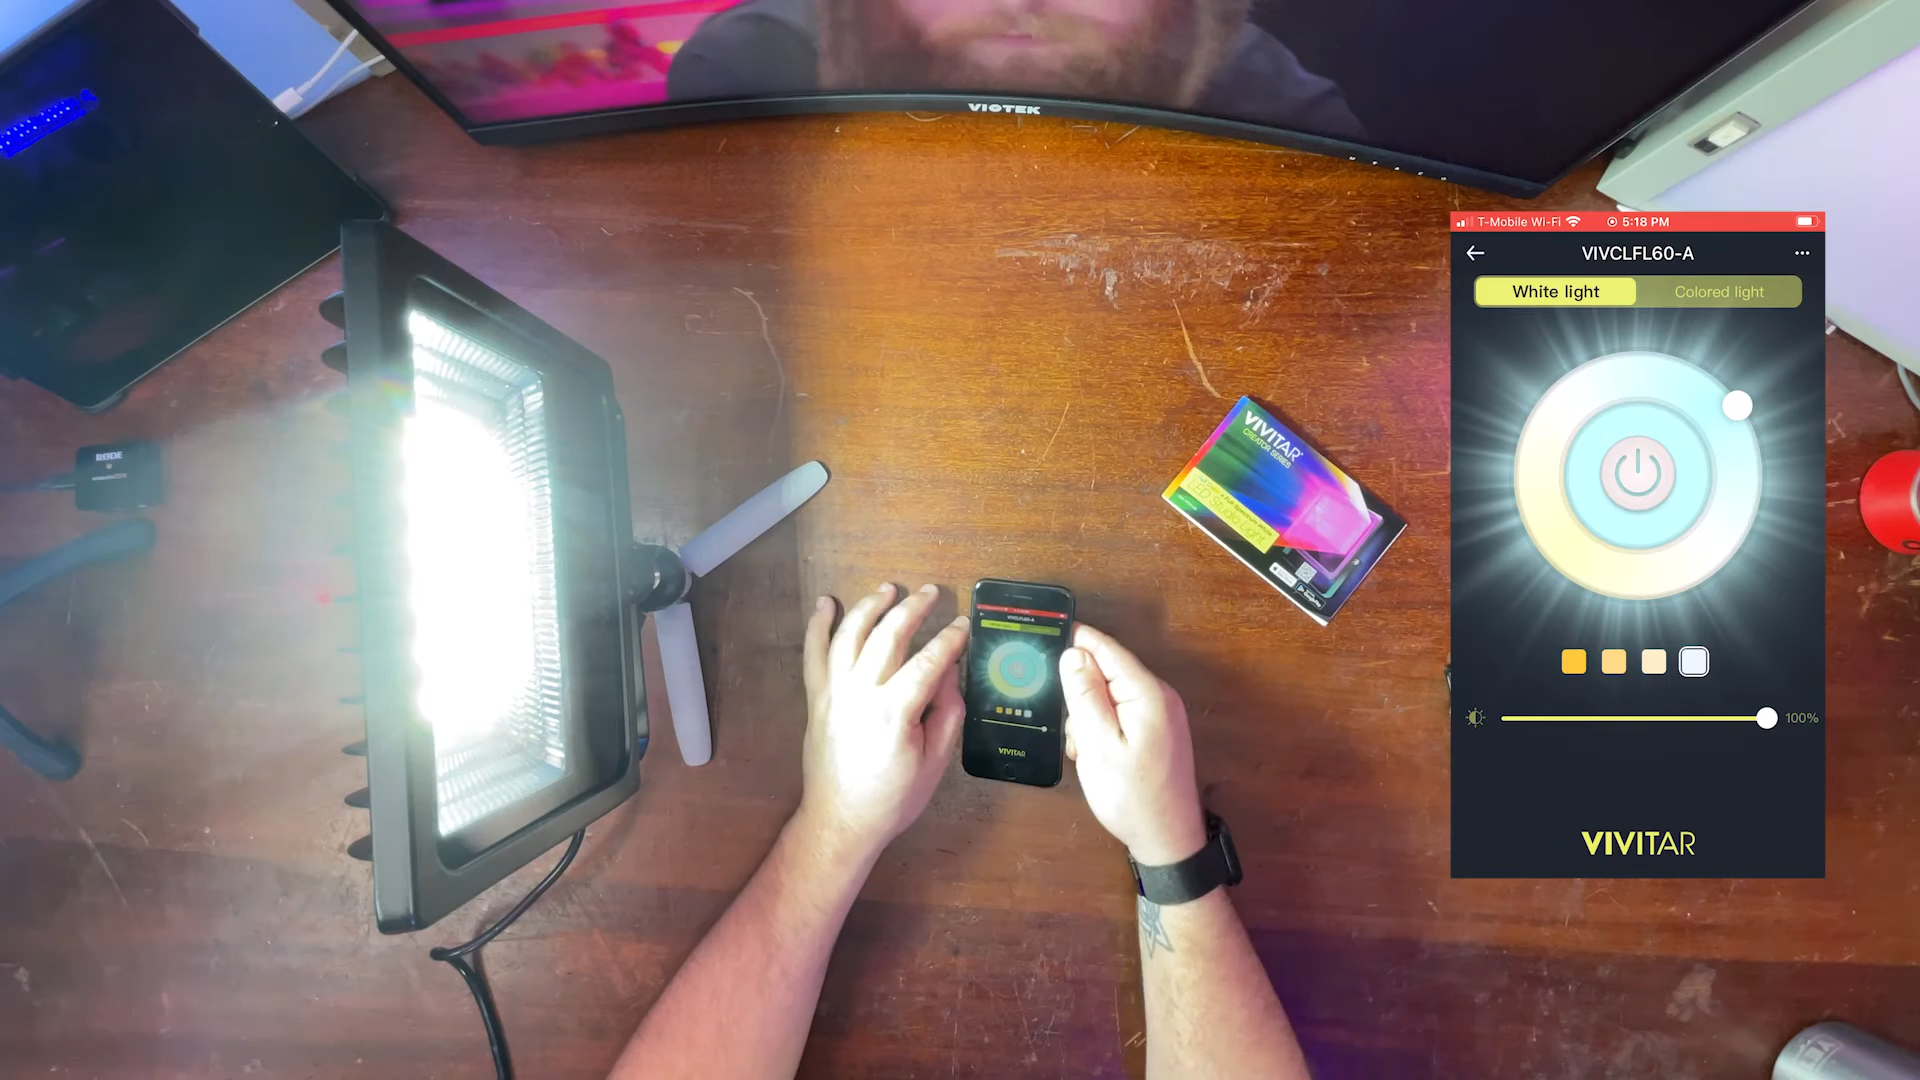 VIOTEK
T-Mobile Wi-Fi 5:18 PM
VIVCLFL60-A
White light
Colored light
100%
VIVITAR
RØDE
VIVITAR
CREATOR SERIES
LED Studio Light
VIVITAR